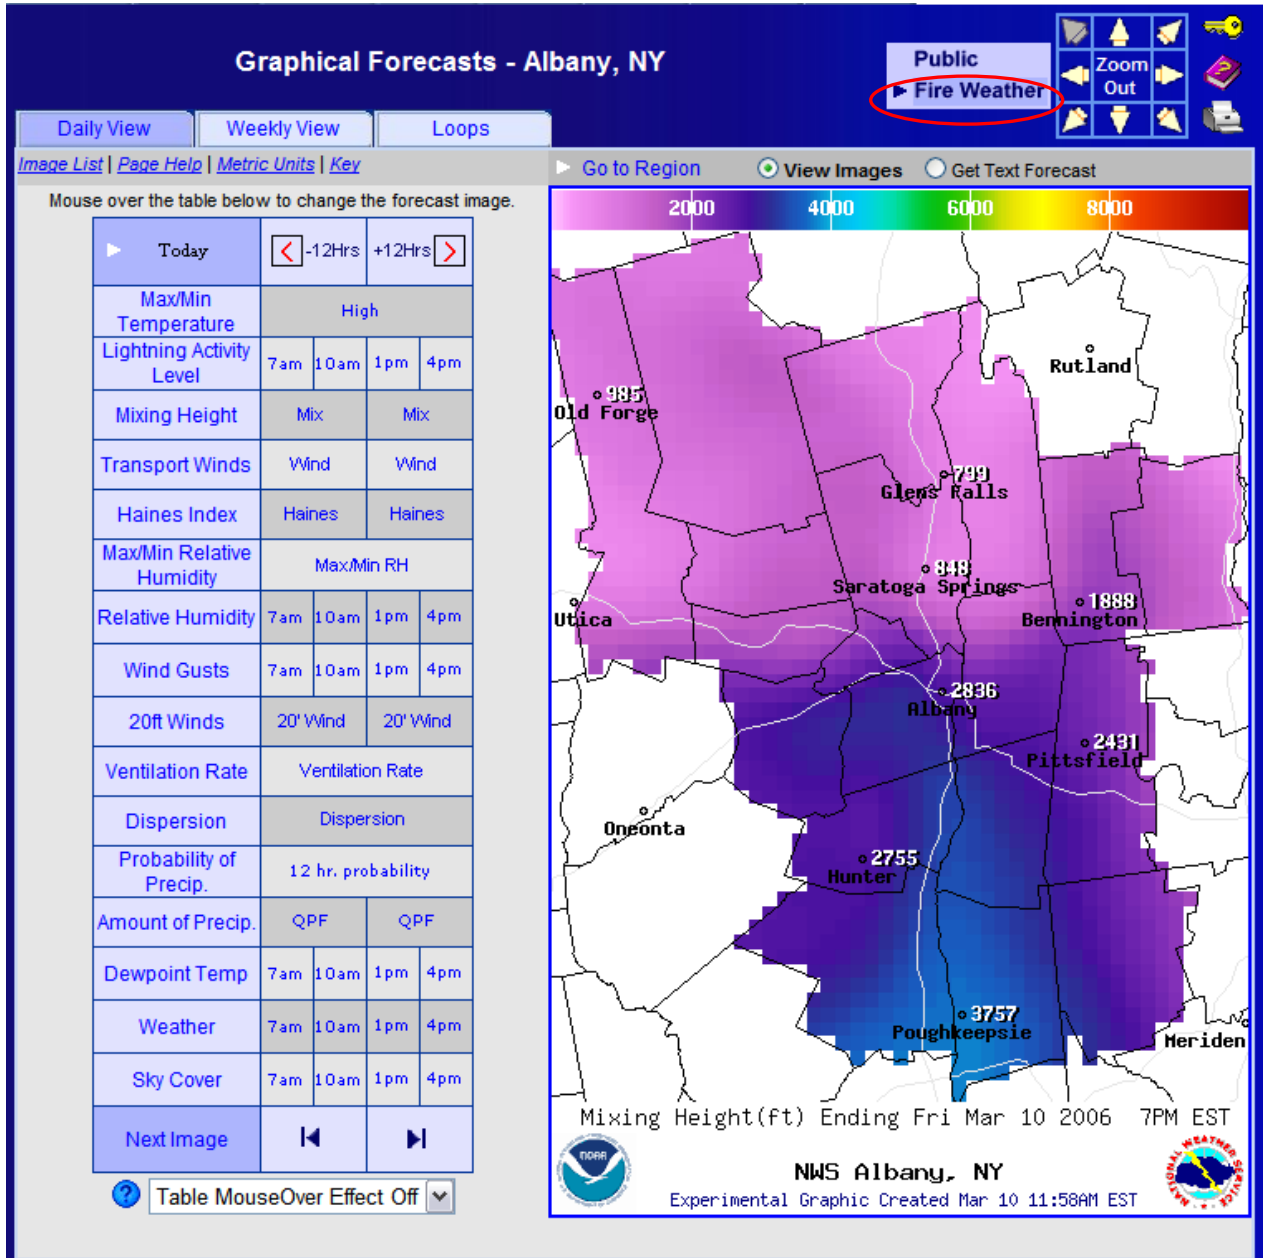 Graphical Forecasts - Albany, NY
Public
Fire Weather
Zoom
Out
Daily View
Weekly View
Loops
Image List | Page Help | Metric Units | Key
Go to Region
View Images
Get Text Forecast
Mouse over the table below to change the forecast image.
Today
-12Hrs
+12Hrs
Max/Min
Temperature
High
Lightning Activity
Level
7am 10am 1pm 4pm
Mixing Height
Mix Mix
Transport Winds
Wind Wind
Haines Index
Haines Haines
Max/Min Relative
Humidity
Max/Min RH
Relative Humidity
7am 10am 1pm 4pm
Wind Gusts
7am 10am 1pm 4pm
20ft Winds
20' Wind 20' Wind
Ventilation Rate
Ventilation Rate
Dispersion
Dispersion
Probability of
Precip.
12 hr. probability
Amount of Precip.
QPF QPF
Dewpoint Temp
7am 10am 1pm 4pm
Weather
7am 10am 1pm 4pm
Sky Cover
7am 10am 1pm 4pm
Next Image
Table MouseOver Effect Off
2000 4000 6000 8000
Rutland
985
Old Forge
799
Glens Falls
848
Saratoga Springs
Utica
1888
Bennington
2836
Albany
2431
Pittsfield
Oneonta
2755
Hunter
3757
Poughkeepsie
Meriden
Mixing Height(ft) Ending Fri Mar 10 2006 7PM EST
NOAA
NWS Albany, NY
Experimental Graphic Created Mar 10 11:58AM EST
NATIONAL WEATHER SERVICE